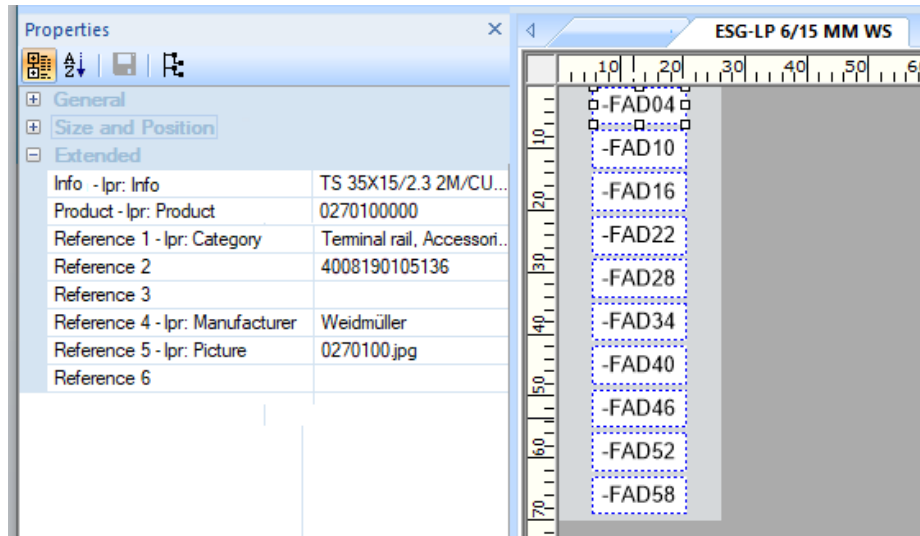 Properties
General
Size and Position
Extended
Info - lpr: Info TS 35X15/2.3 2M/CU...
Product - lpr: Product 0270100000
Reference 1 - lpr: Category Terminal rail, Accessori..
Reference 2 4008190105136
Reference 3
Reference 4 - lpr: Manufacturer Weidmüller
Reference 5 - lpr: Picture 0270100.jpg
Reference 6
ESG-LP 6/15 MM WS
10 20 30 40 50
10
20
30
40
50
60
70
-FAD04
-FAD10
-FAD16
-FAD22
-FAD28
-FAD34
-FAD40
-FAD46
-FAD52
-FAD58